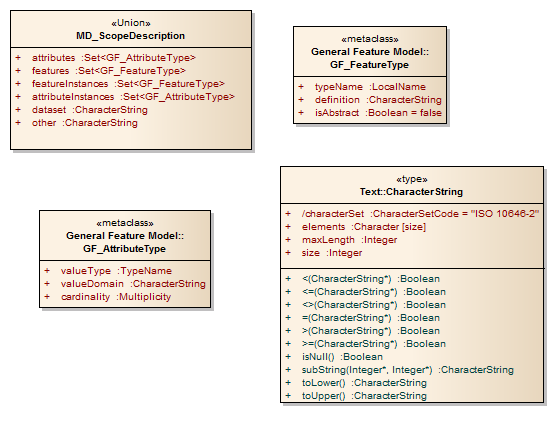 «Union»
MD_ScopeDescription
+ attributes :Set<GF_AttributeType>
+ features :Set<GF_FeatureType>
+ featureInstances :Set<GF_FeatureType>
+ attributeInstances :Set<GF_AttributeType>
+ dataset :CharacterString
+ other :CharacterString
«metaclass»
General Feature Model::
GF_FeatureType
+ typeName :LocalName
+ definition :CharacterString
+ isAbstract :Boolean = false
«metaclass»
General Feature Model::
GF_AttributeType
+ valueType :TypeName
+ valueDomain :CharacterString
+ cardinality :Multiplicity
«type»
Text::CharacterString
+ /characterSet :CharacterSetCode = "ISO 10646-2"
+ elements :Character [size]
+ maxLength :Integer
+ size :Integer
+ <(CharacterString*) :Boolean
+ <=(CharacterString*) :Boolean
+ <>(CharacterString*) :Boolean
+ =(CharacterString*) :Boolean
+ >(CharacterString*) :Boolean
+ >=(CharacterString*) :Boolean
+ isNull() :Boolean
+ subString(Integer*, Integer*) :CharacterString
+ toLower() :CharacterString
+ toUpper() :CharacterString